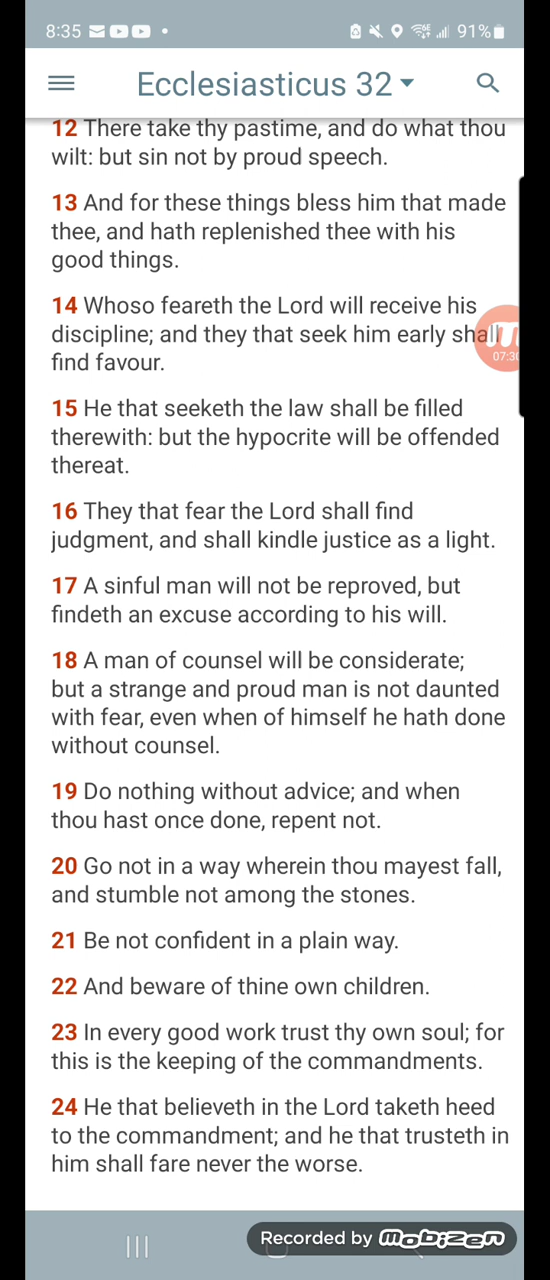 8:35
91%
Ecclesiasticus 32
12 There take thy pastime, and do what thou
wilt: but sin not by proud speech.
13 And for these things bless him that made
thee, and hath replenished thee with his
good things.
14 Whoso feareth the Lord will receive his
discipline; and they that seek him early shall
find favour.
07:30
15 He that seeketh the law shall be filled
therewith: but the hypocrite will be offended
thereat.
16 They that fear the Lord shall find
judgment, and shall kindle justice as a light.
17 A sinful man will not be reproved, but
findeth an excuse according to his will.
18 A man of counsel will be considerate;
but a strange and proud man is not daunted
with fear, even when of himself he hath done
without counsel.
19 Do nothing without advice; and when
thou hast once done, repent not.
20 Go not in a way wherein thou mayest fall,
and stumble not among the stones.
21 Be not confident in a plain way.
22 And beware of thine own children.
23 In every good work trust thy own soul; for
this is the keeping of the commandments.
24 He that believeth in the Lord taketh heed
to the commandment; and he that trusteth in
him shall fare never the worse.
Recorded by mobizen